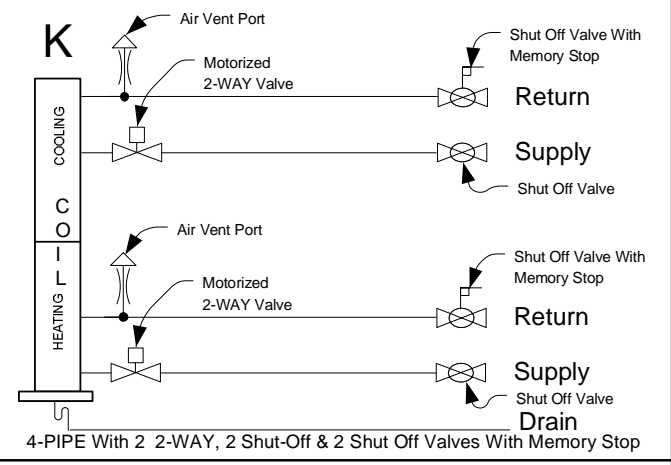 K
Air Vent Port
Shut Off Valve With
Memory Stop
Motorized
2-WAY Valve
Return
COOLING
Supply
Shut Off Valve
COIL
Air Vent Port
Shut Off Valve With
Memory Stop
Motorized
2-WAY Valve
Return
HEATING
Supply
Shut Off Valve
Drain
4-PIPE With 2 2-WAY, 2 Shut-Off & 2 Shut Off Valves With Memory Stop